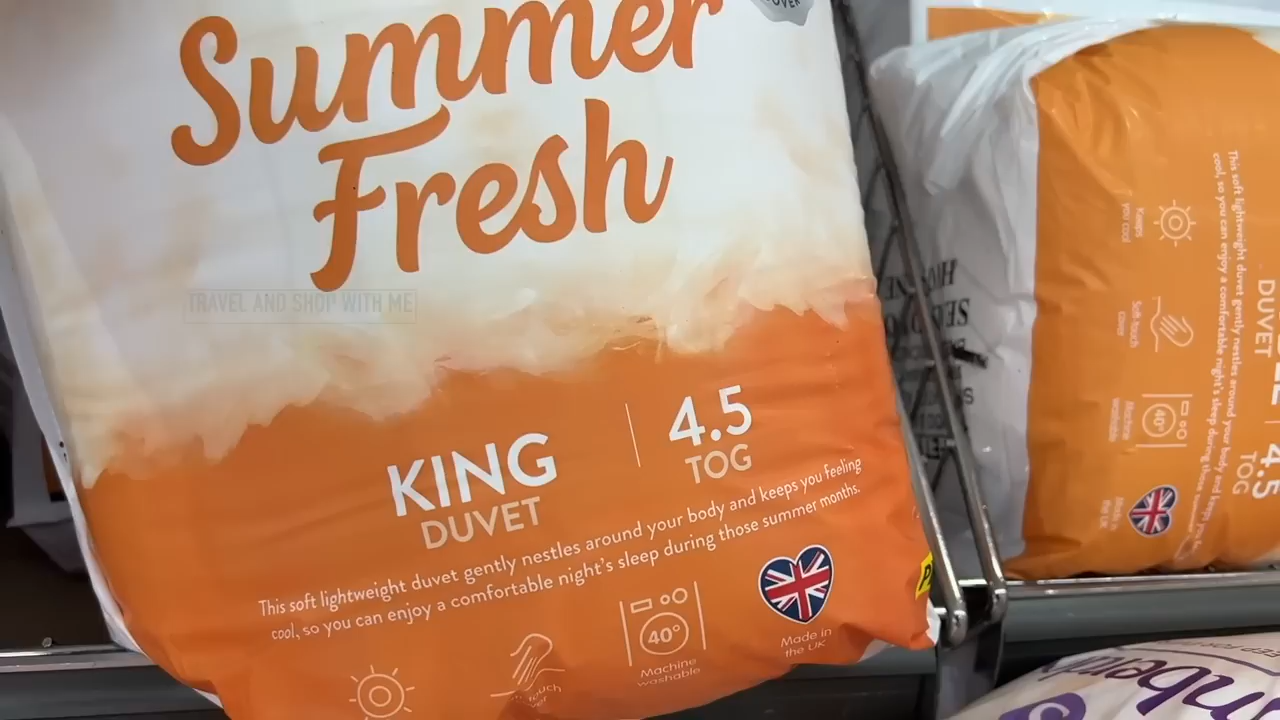 Summer
Fresh
TRAVEL AND SHOP WITH ME
KING
DUVET
4.5
TOG
This soft lightweight duvet gently nestles around your body and keeps you feeling
cool, so you can enjoy a comfortable night's sleep during those summer months.
40°
Machine
washable
Made in
the UK
This soft lightweight duvet gently nestles around your body and keeps you
cool, so you can enjoy a comfortable night's sleep during those summer
Keeps
you cool
Soft-touch
cover
40°
Machine
washable
Made in
the UK
DUVET
4.5
TOG